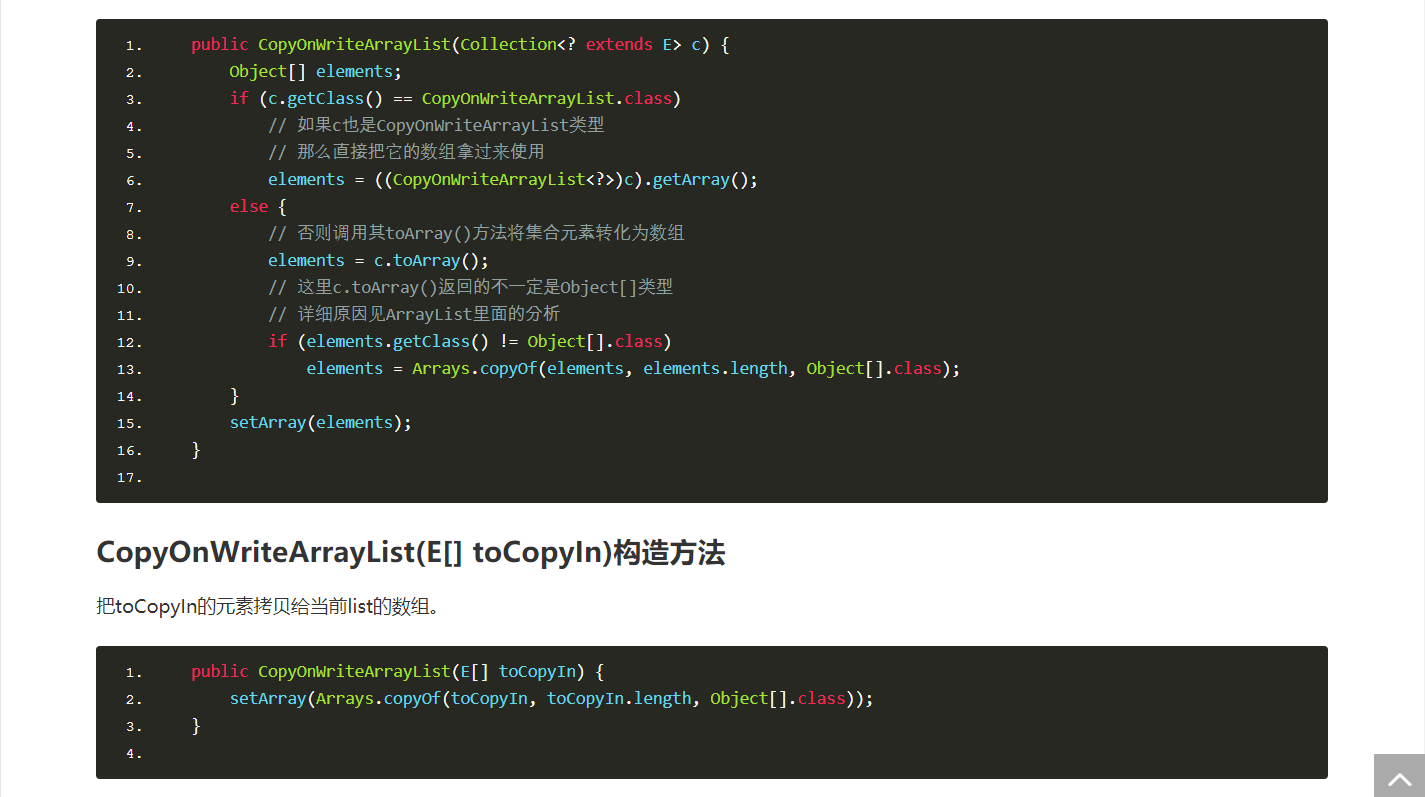 1. public CopyOnWriteArrayList(Collection<? extends E> c) {
2. Object[] elements;
3. if (c.getClass() == CopyOnWriteArrayList.class)
4. // 如果c也是CopyOnWriteArrayList类型
5. // 那么直接把它的数组拿过来使用
6. elements = ((CopyOnWriteArrayList<?>)c).getArray();
7. else {
8. // 否则调用其toArray()方法将集合元素转化为数组
9. elements = c.toArray();
10. // 这里c.toArray()返回的不一定是Object[]类型
11. // 详细原因见ArrayList里面的分析
12. if (elements.getClass() != Object[].class)
13. elements = Arrays.copyOf(elements, elements.length, Object[].class);
14. }
15. setArray(elements);
16. }
17.
CopyOnWriteArrayList(E[] toCopyIn)构造方法
把toCopyIn的元素拷贝给当前list的数组。
1. public CopyOnWriteArrayList(E[] toCopyIn) {
2. setArray(Arrays.copyOf(toCopyIn, toCopyIn.length, Object[].class));
3. }
4.